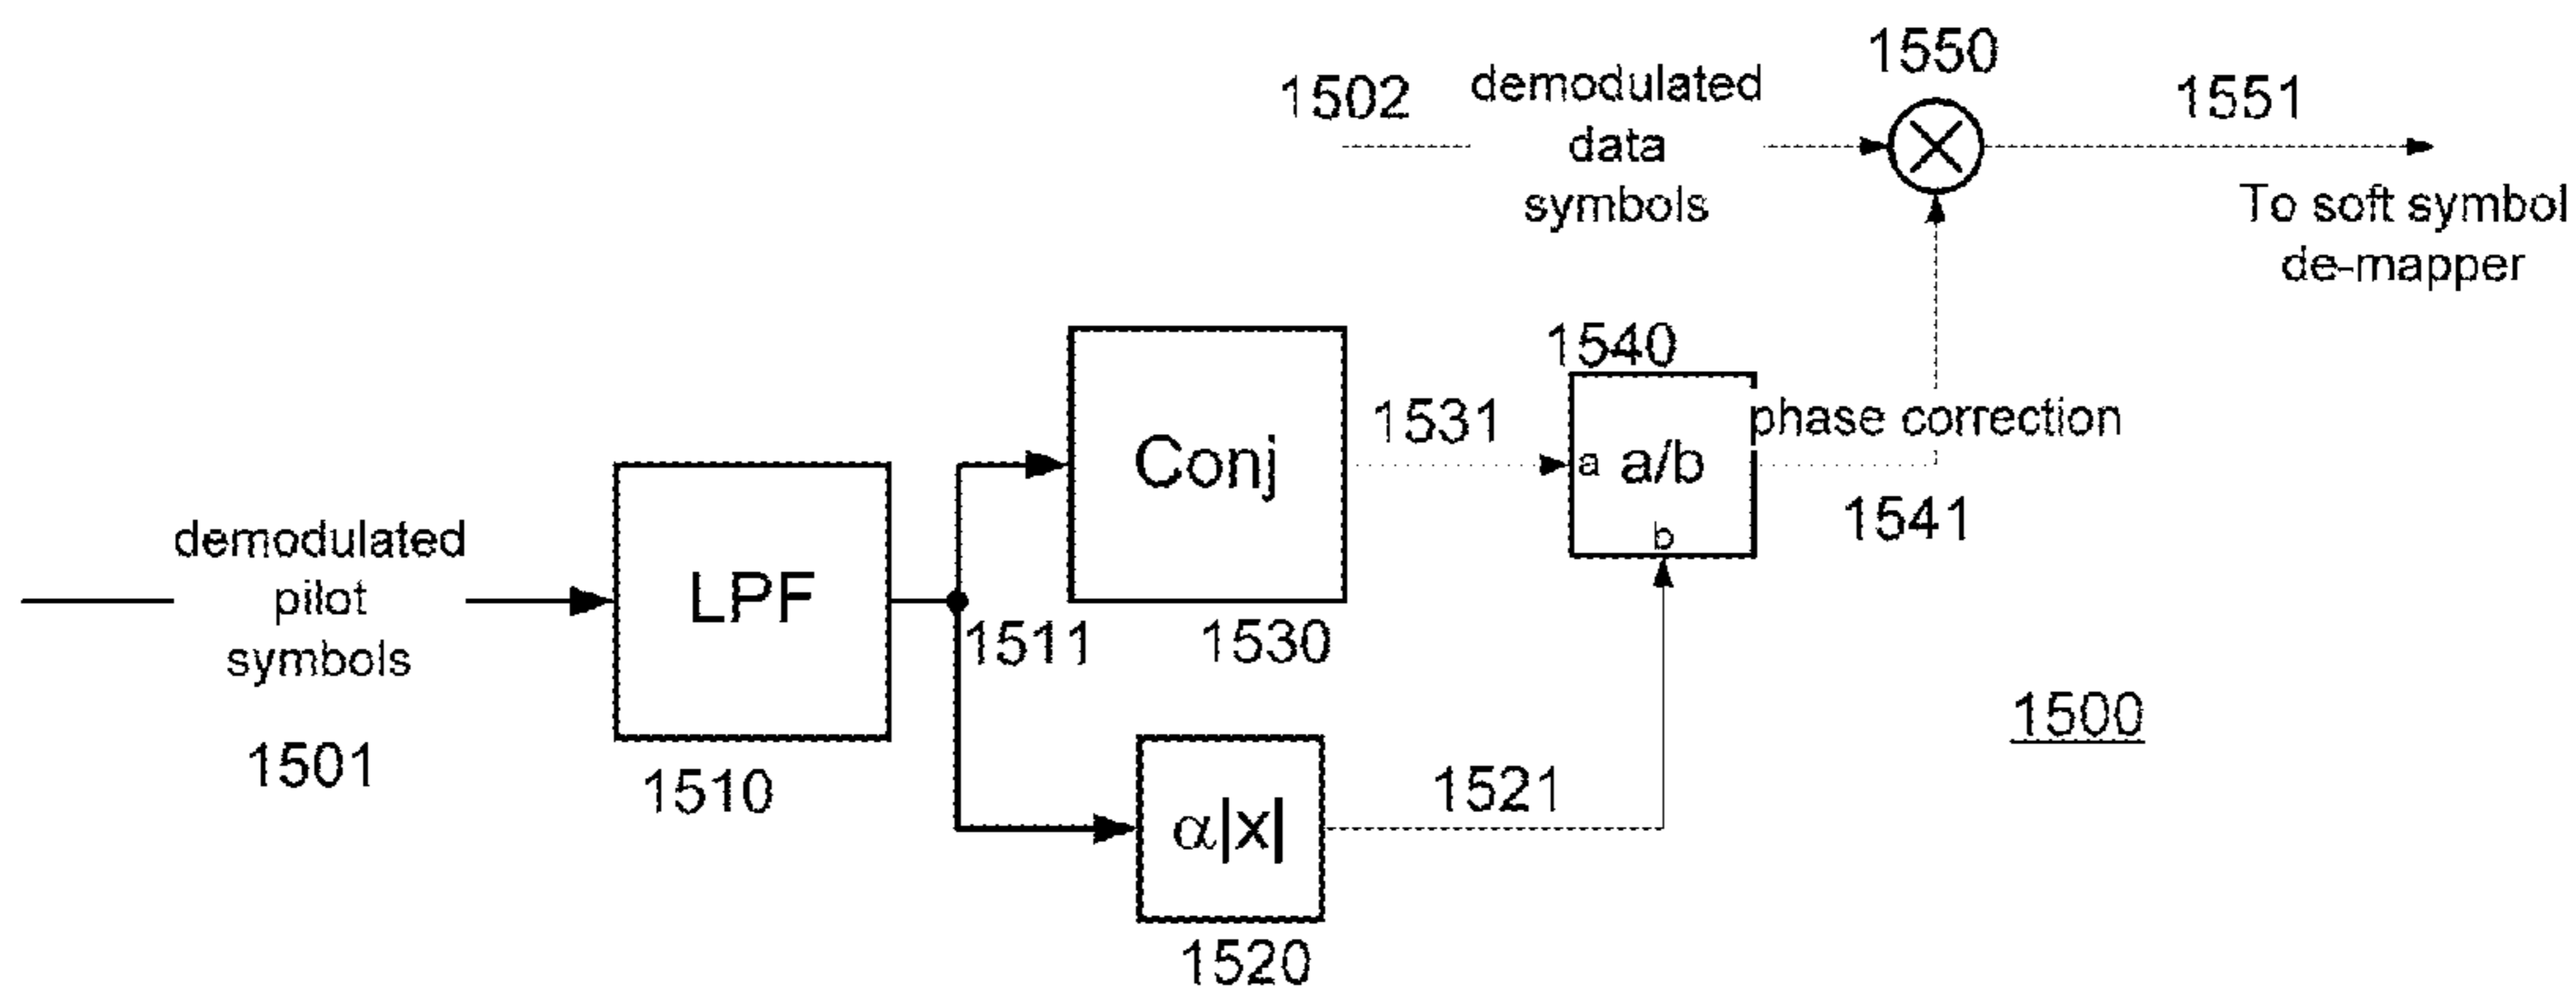 1550
1502
demodulated
data
symbols
1551
To soft symbol
de-mapper
1540
a
a/b
b
phase correction
1541
Conj
1531
1530
demodulated
pilot
symbols
1501
LPF
1510
1511
α|x|
1521
1520
1500